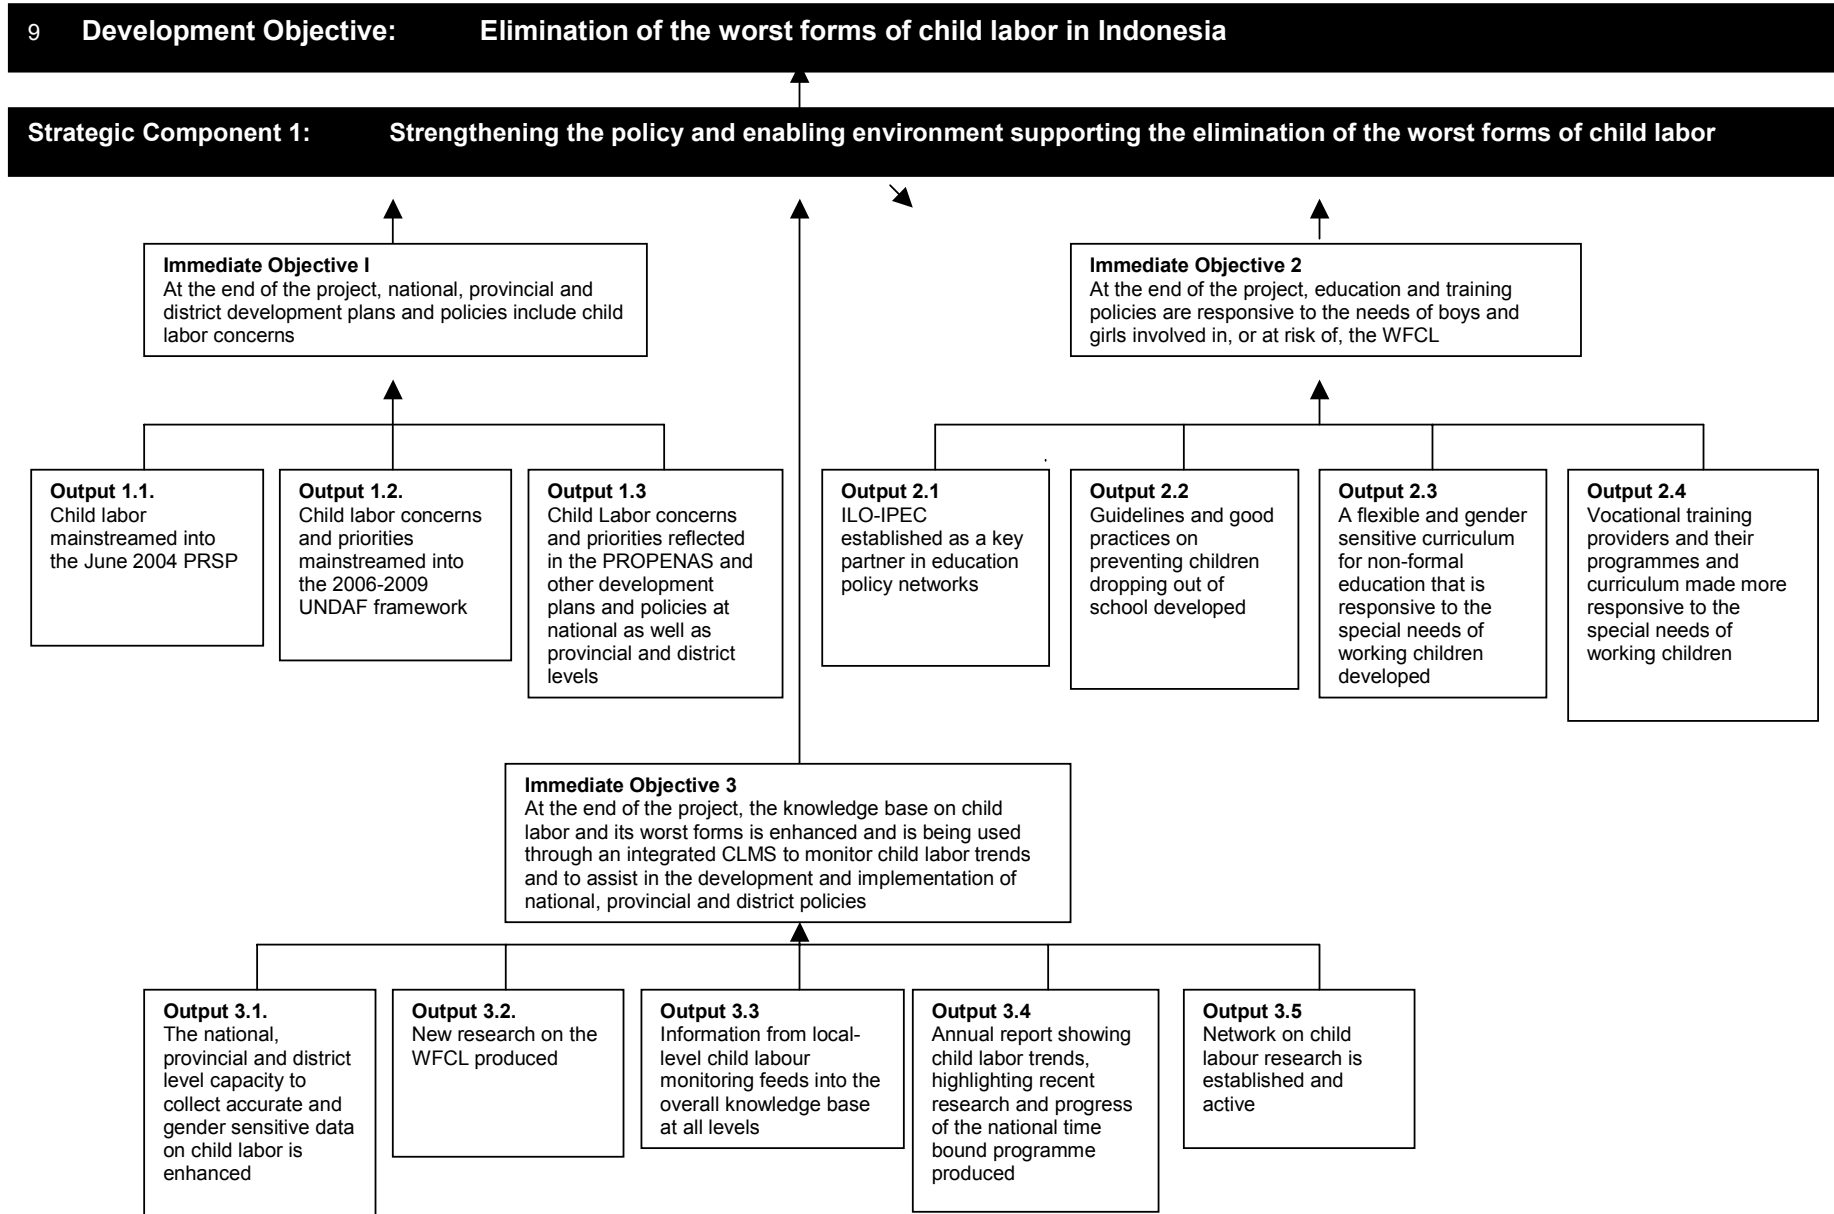 9 Development Objective: Elimination of the worst forms of child labor in Indonesia
Strategic Component 1: Strengthening the policy and enabling environment supporting the elimination of the worst forms of child labor
Immediate Objective I
At the end of the project, national, provincial and
district development plans and policies include child
labor concerns
Immediate Objective 2
At the end of the project, education and training
policies are responsive to the needs of boys and
girls involved in, or at risk of, the WFCL
Output 1.1.
Child labor
mainstreamed into
the June 2004 PRSP
Output 1.2.
Child labor concerns
and priorities
mainstreamed into
the 2006-2009
UNDAF framework
Output 1.3
Child Labor concerns
and priorities reflected
in the PROPENAS and
other development
plans and policies at
national as well as
provincial and district
levels
Output 2.1
ILO-IPEC
established as a key
partner in education
policy networks
Output 2.2
Guidelines and good
practices on
preventing children
dropping out of
school developed
Output 2.3
A flexible and gender
sensitive curriculum
for non-formal
education that is
responsive to the
special needs of
working children
developed
Output 2.4
Vocational training
providers and their
programmes and
curriculum made more
responsive to the
special needs of
working children
Immediate Objective 3
At the end of the project, the knowledge base on child
labor and its worst forms is enhanced and is being used
through an integrated CLMS to monitor child labor trends
and to assist in the development and implementation of
national, provincial and district policies
Output 3.1.
The national,
provincial and district
level capacity to
collect accurate and
gender sensitive data
on child labor is
enhanced
Output 3.2.
New research on the
WFCL produced
Output 3.3
Information from local-
level child labour
monitoring feeds into the
overall knowledge base
at all levels
Output 3.4
Annual report showing
child labor trends,
highlighting recent
research and progress
of the national time
bound programme
produced
Output 3.5
Network on child
labour research is
established and
active